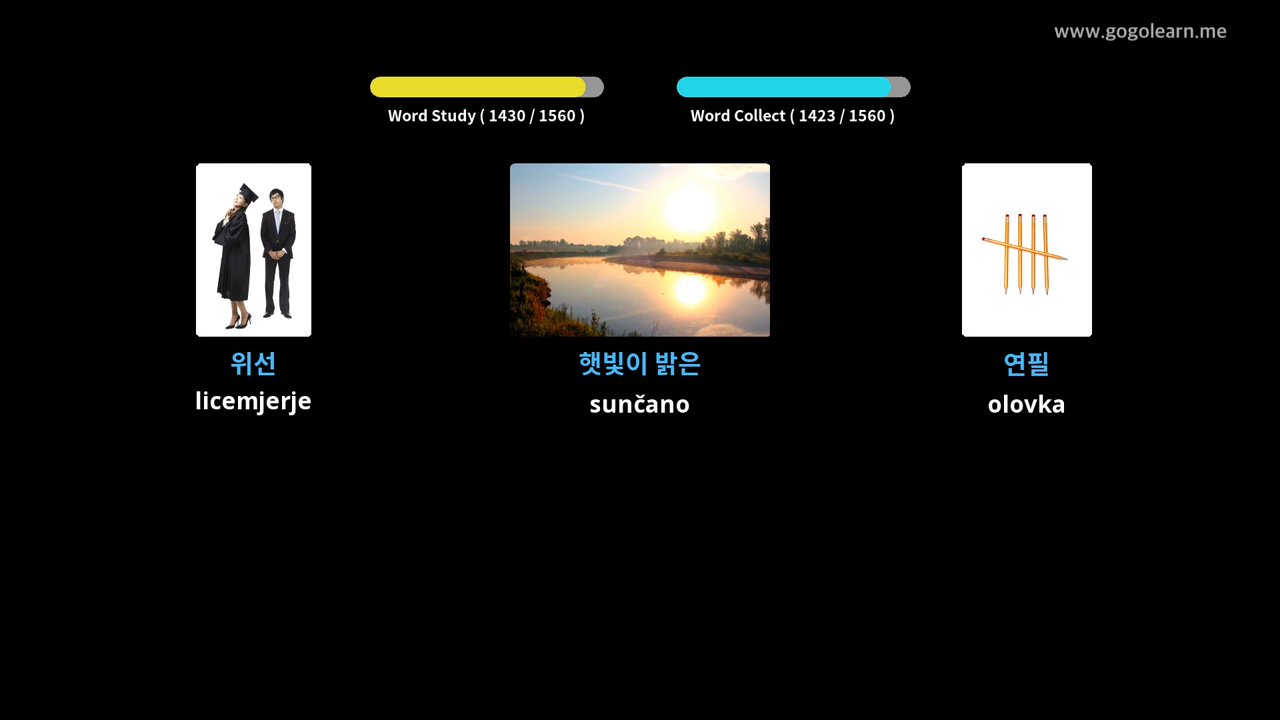 www.gogolearn.me
Word Study ( 1430 / 1560 )
Word Collect ( 1423 / 1560 )
위선
햇빛이 밝은
연필
licemjerje
sunčano
olovka